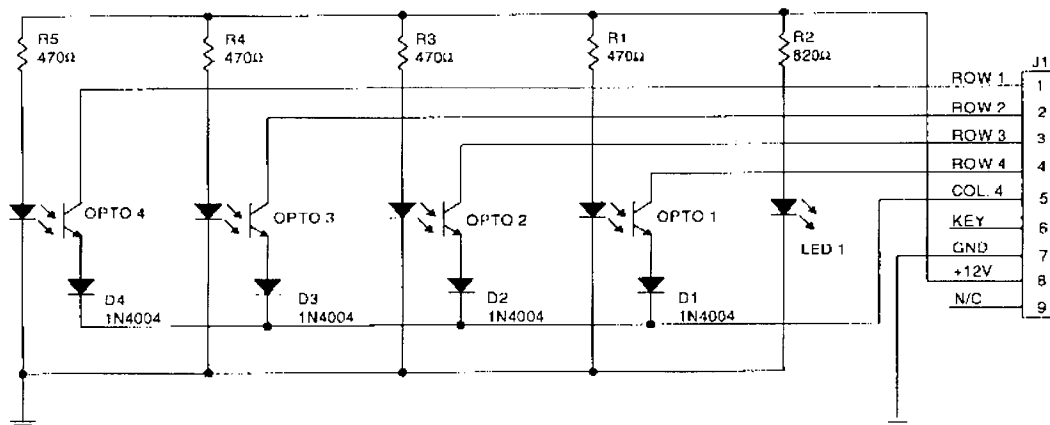 R5
470Ω
R4
470Ω
R3
470Ω
R1
470Ω
R2
820Ω
J1
ROW 1
1
ROW 2
2
ROW 3
3
ROW 4
4
COL. 4
5
KEY
6
GND
7
+12V
8
N/C
9
OPTO 4
OPTO 3
OPTO 2
OPTO 1
LED 1
D4
1N4004
D3
1N4004
D2
1N4004
D1
1N4004